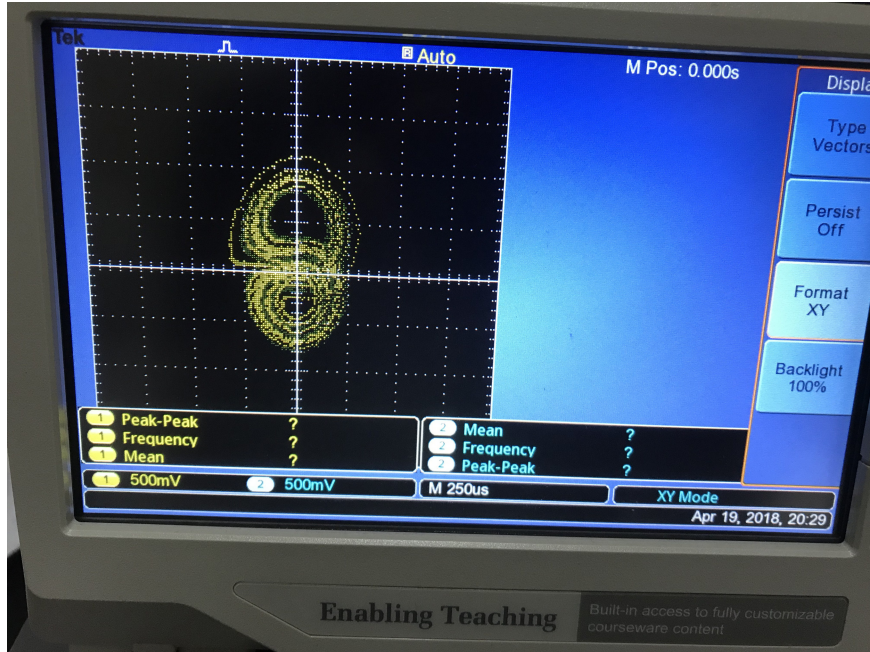 Tek
R Auto
M Pos: 0.000s
Displa
Type
Vectors
Persist
Off
Format
XY
Backlight
100%
1 Peak-Peak ?
1 Frequency ?
1 Mean ?
2 Mean ?
2 Frequency ?
2 Peak-Peak ?
1 500mV
2 500mV
M 250us
XY Mode
Apr 19, 2018, 20:29
Enabling Teaching
Built-in access to fully customizable
courseware content